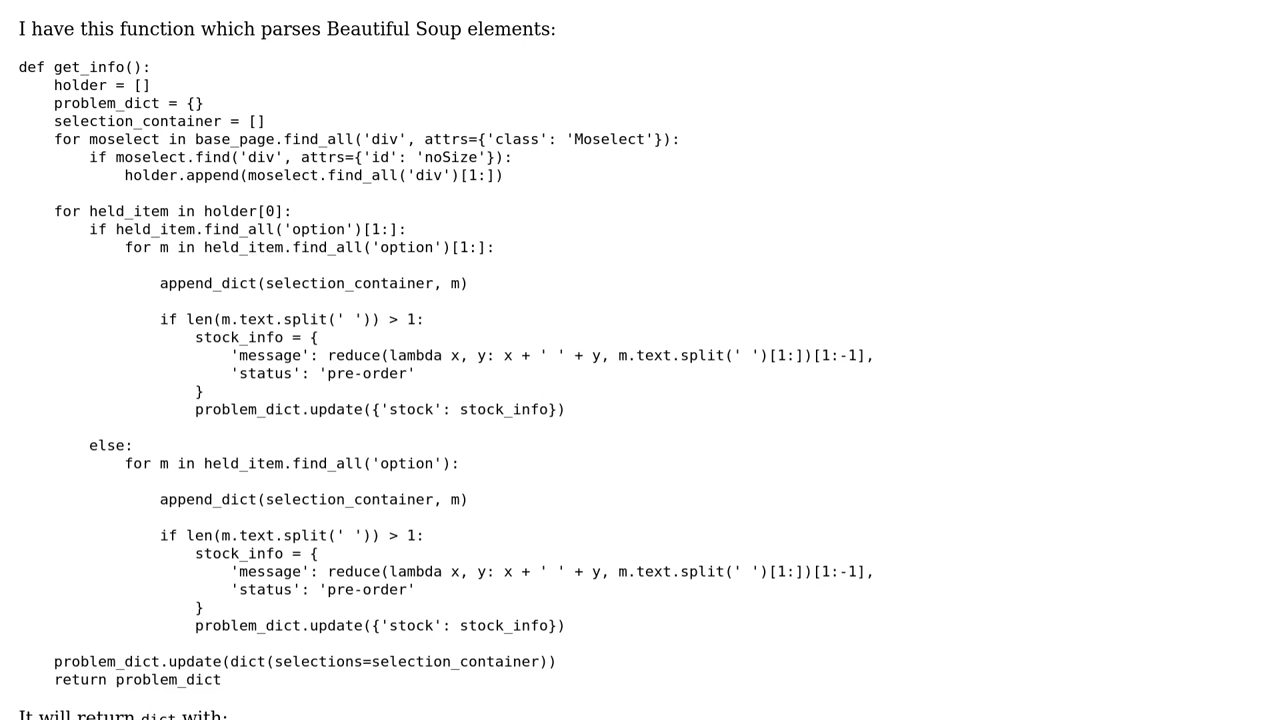 I have this function which parses Beautiful Soup elements:
def get_info():
    holder = []
    problem_dict = {}
    selection_container = []
    for moselect in base_page.find_all('div', attrs={'class': 'Moselect'}):
        if moselect.find('div', attrs={'id': 'noSize'}):
            holder.append(moselect.find_all('div')[1:])

    for held_item in holder[0]:
        if held_item.find_all('option')[1:]:
            for m in held_item.find_all('option')[1:]:

                append_dict(selection_container, m)

                if len(m.text.split(' ')) > 1:
                    stock_info = {
                        'message': reduce(lambda x, y: x + ' ' + y, m.text.split(' ')[1:])[1:-1],
                        'status': 'pre-order'
                    }
                    problem_dict.update({'stock': stock_info})

        else:
            for m in held_item.find_all('option'):

                append_dict(selection_container, m)

                if len(m.text.split(' ')) > 1:
                    stock_info = {
                        'message': reduce(lambda x, y: x + ' ' + y, m.text.split(' ')[1:])[1:-1],
                        'status': 'pre-order'
                    }
                    problem_dict.update({'stock': stock_info})

    problem_dict.update(dict(selections=selection_container))
    return problem_dict
It will return dict with: